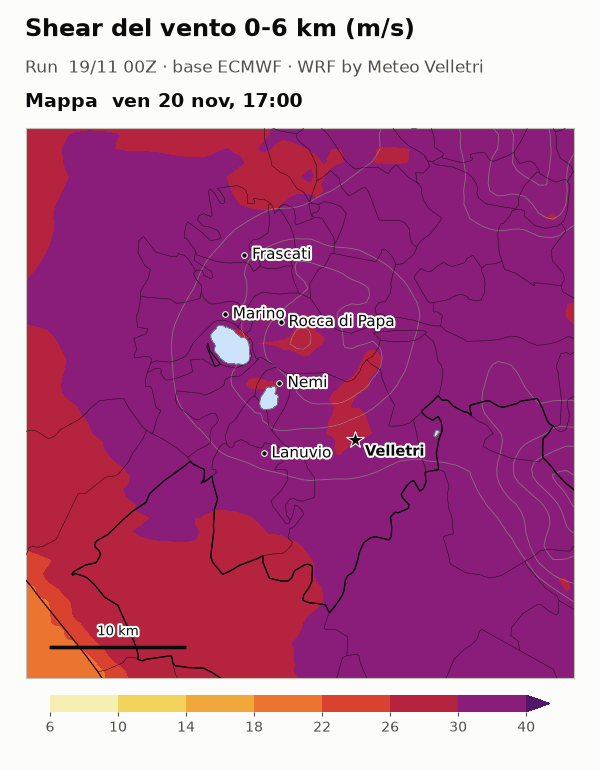 Shear del vento 0-6 km (m/s)
Run 19/11 00Z · base ECMWF · WRF by Meteo Velletri
Mappa ven 20 nov, 17:00
Frascati
Marino
Rocca di Papa
Nemi
Velletri
Lanuvio
10 km
6 10 14 18 22 26 30 40